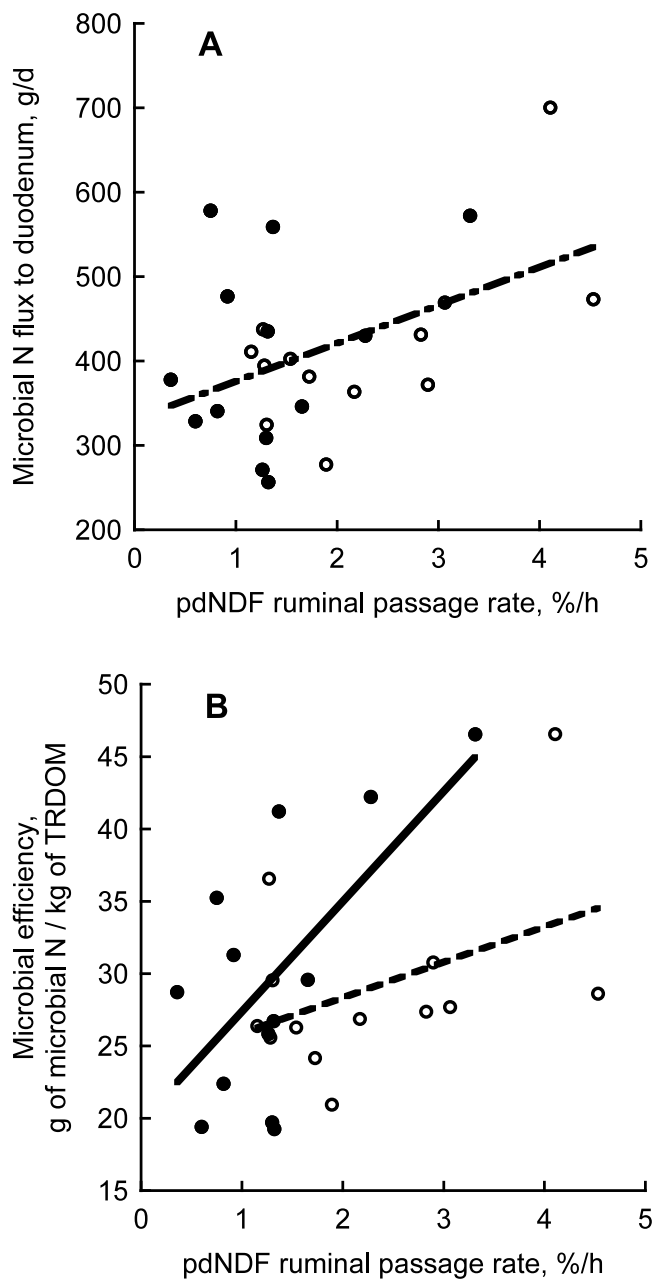 A
800
700
600
500
400
300
200
0 1 2 3 4 5
Microbial N flux to duodenum, g/d
pdNDF ruminal passage rate, %/h
B
50
45
40
35
30
25
20
15
0 1 2 3 4 5
Microbial efficiency,
g of microbial N / kg of TRDOM
pdNDF ruminal passage rate, %/h